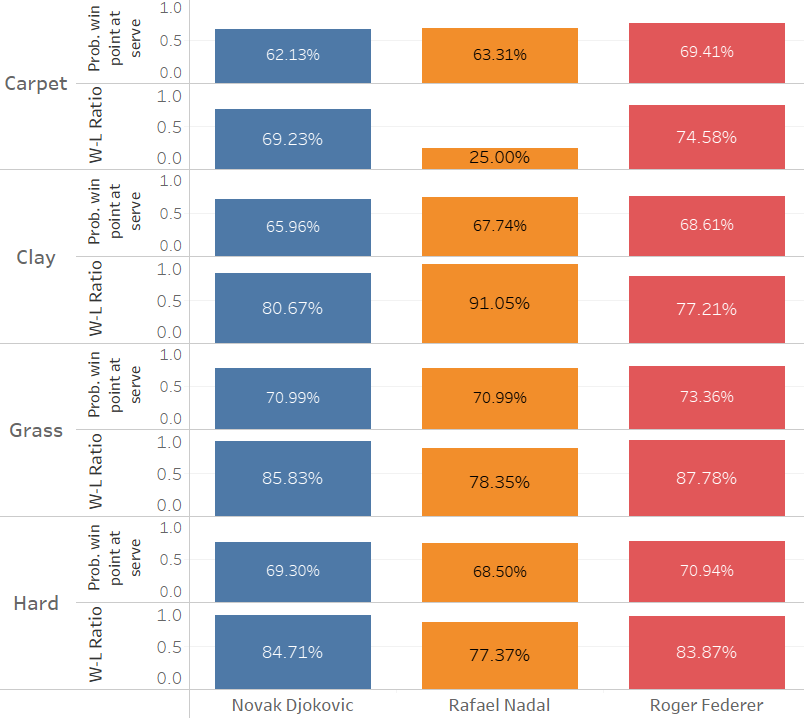 Carpet
Prob. win
point at
serve
1.0
0.5
0.0
62.13%
63.31%
69.41%
W-L Ratio
1.0
0.5
0.0
69.23%
25.00%
74.58%
Clay
Prob. win
point at
serve
1.0
0.5
0.0
65.96%
67.74%
68.61%
W-L Ratio
1.0
0.5
0.0
80.67%
91.05%
77.21%
Grass
Prob. win
point at
serve
1.0
0.5
0.0
70.99%
70.99%
73.36%
W-L Ratio
1.0
0.5
0.0
85.83%
78.35%
87.78%
Hard
Prob. win
point at
serve
1.0
0.5
0.0
69.30%
68.50%
70.94%
W-L Ratio
1.0
0.5
0.0
84.71%
77.37%
83.87%
Novak Djokovic
Rafael Nadal
Roger Federer